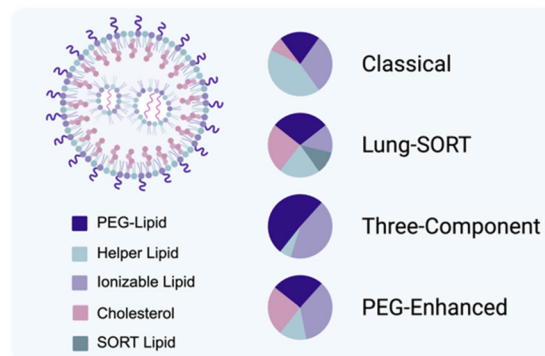 Classical
Lung-SORT
Three-Component
PEG-Enhanced
PEG-Lipid
Helper Lipid
Ionizable Lipid
Cholesterol
SORT Lipid